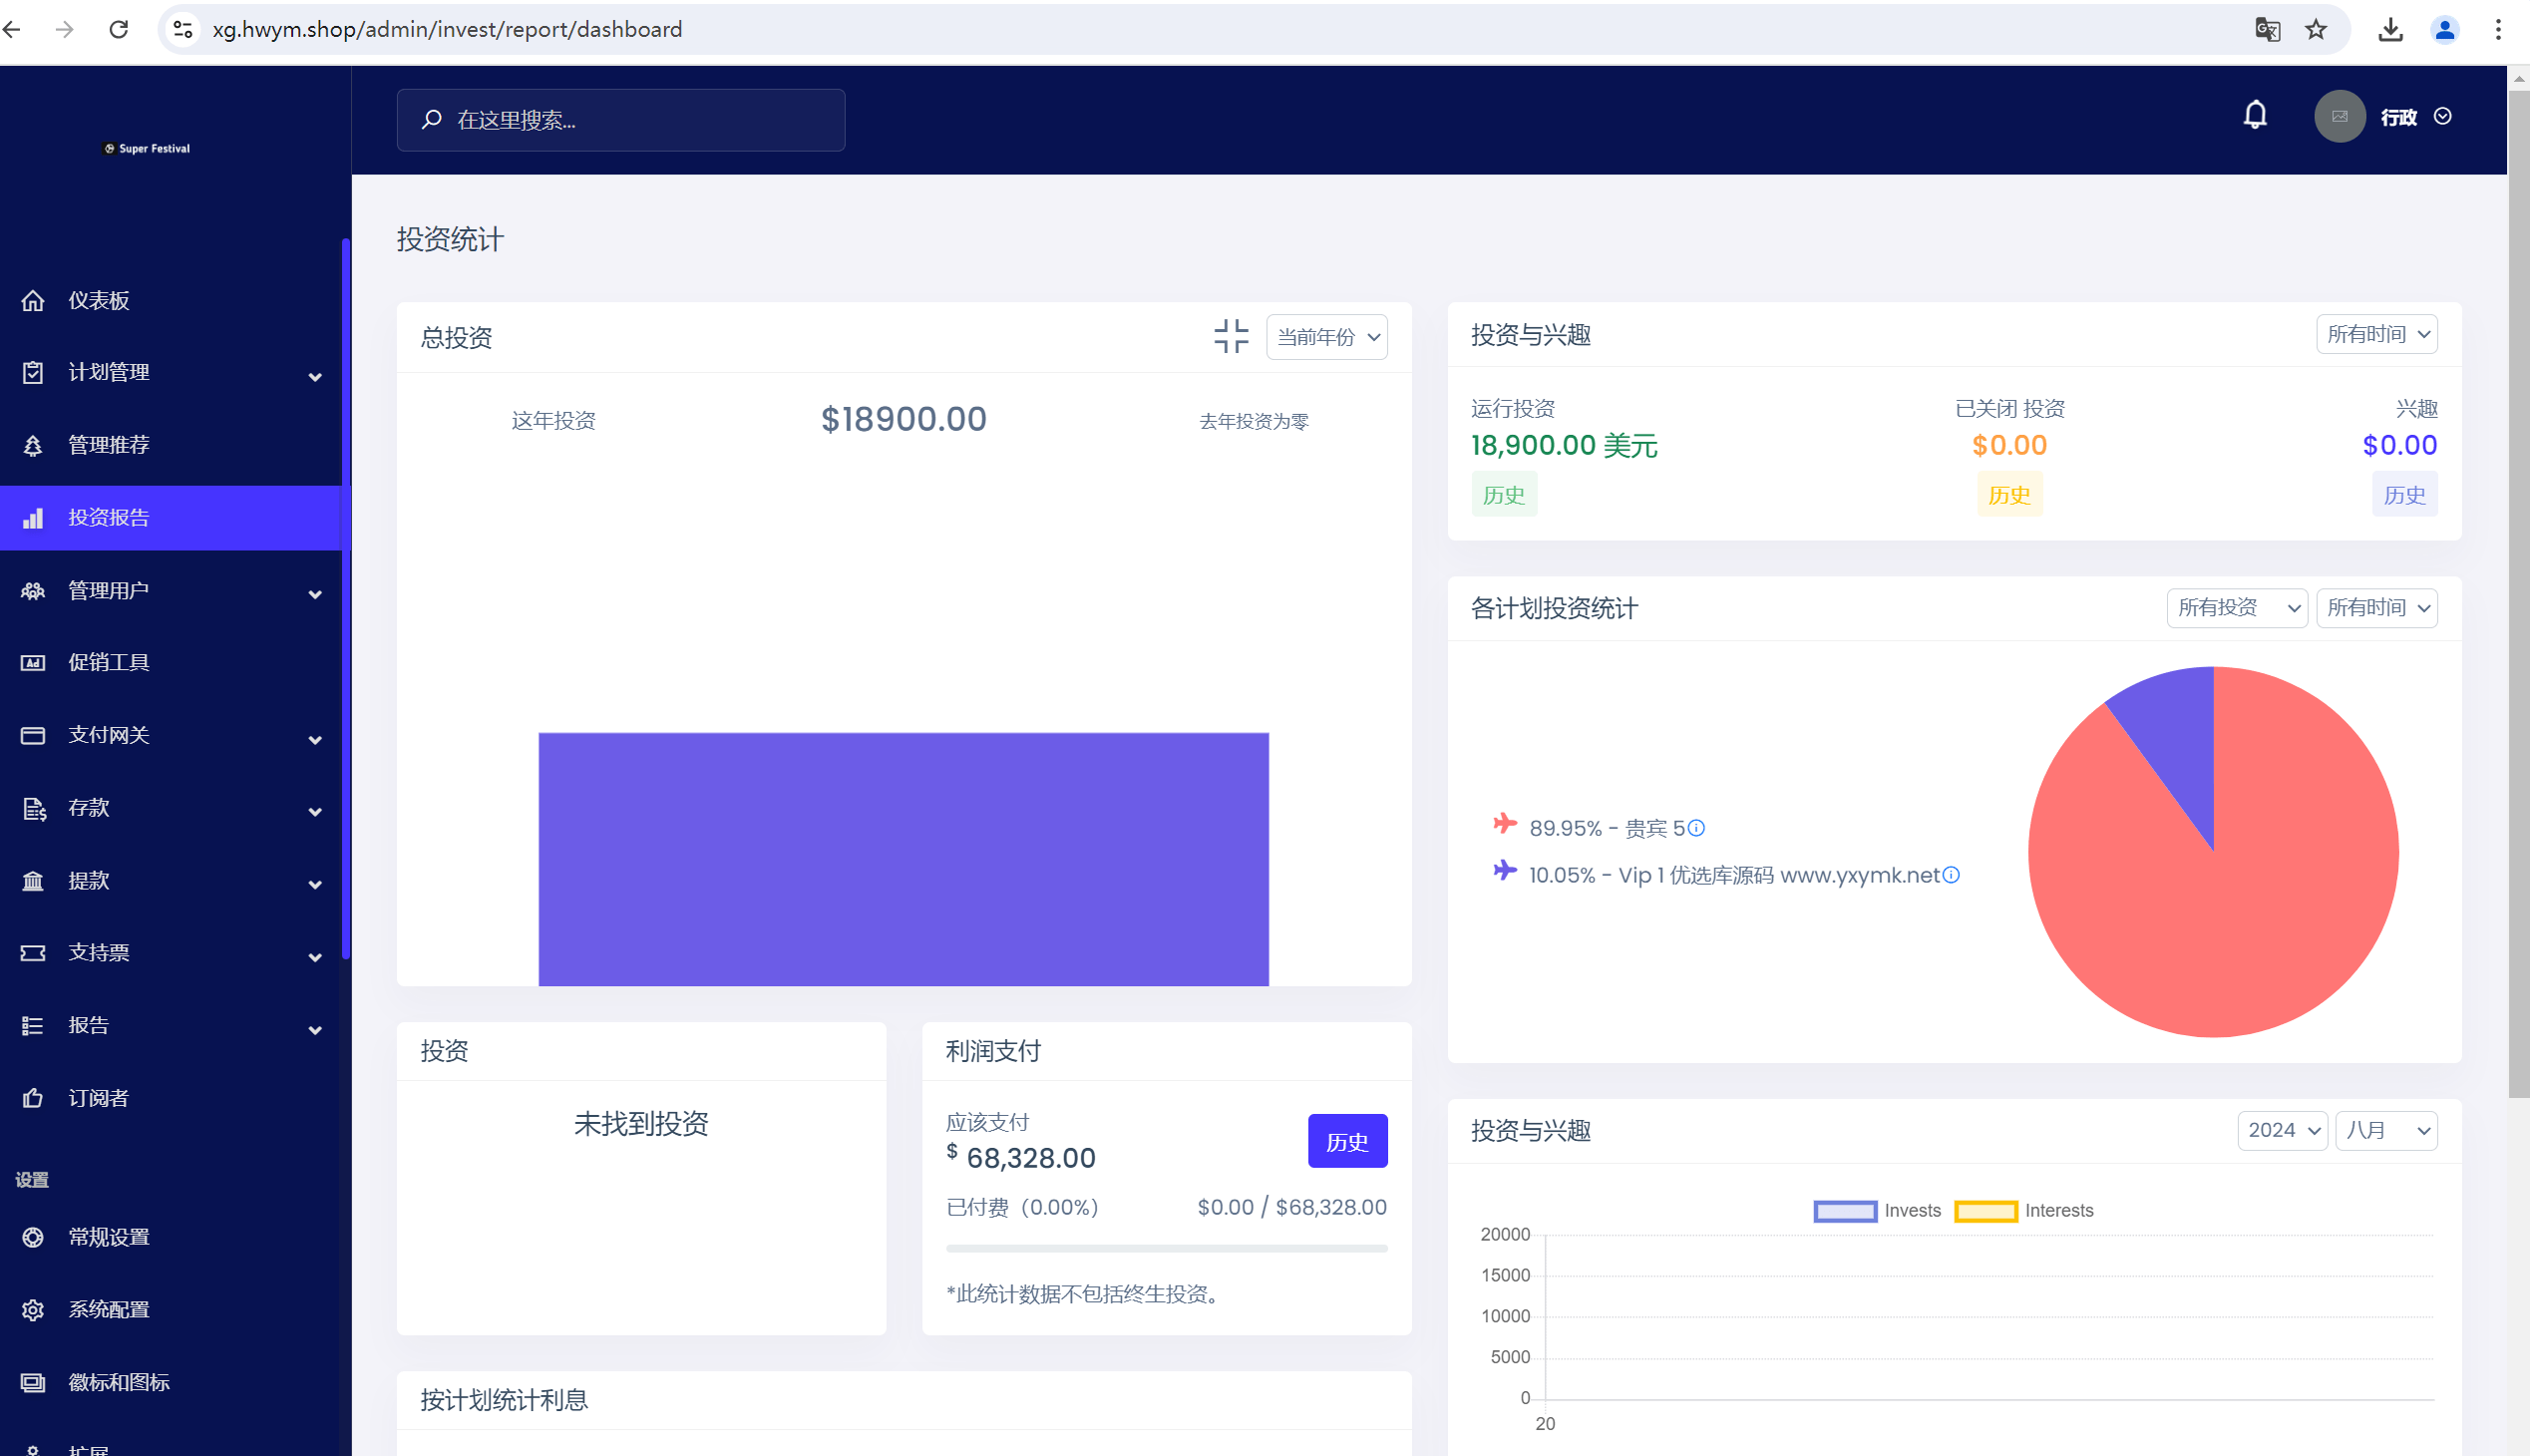 xg.hwym.shop/admin/invest/report/dashboard
Super Festival
在这里搜索...
行政
仪表板
计划管理
管理推荐
投资报告
管理用户
Ad
促销工具
支付网关
存款
提款
支持票
报告
订阅者
设置
常规设置
系统配置
徽标和图标
扩展
投资统计
总投资
当前年份
这年投资
$18900.00
去年投资为零
投资
未找到投资
利润支付
应该支付
$ 68,328.00
历史
已付费（0.00%） $0.00 / $68,328.00
*此统计数据不包括终生投资。
按计划统计利息
投资与兴趣
所有时间
运行投资 已关闭 投资 兴趣
18,900.00 美元 $0.00 $0.00
历史 历史 历史
各计划投资统计
所有投资 所有时间
89.95% - 贵宾 5
10.05% - Vip 1 优选库源码 www.yxymk.net
投资与兴趣
2024 八月
Invests Interests
20000
15000
10000
5000
0
20